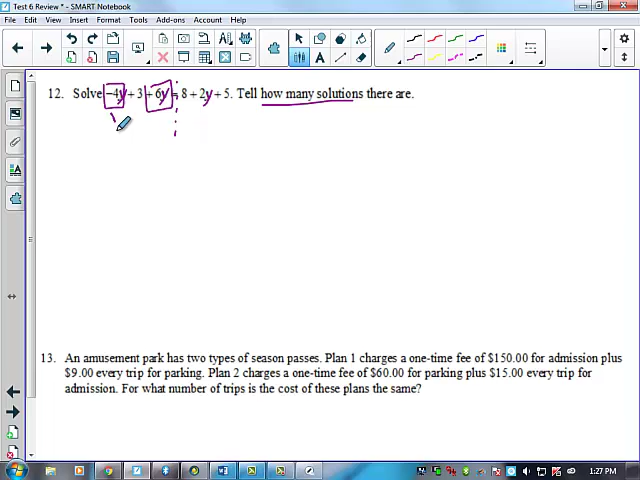 Test 6 Review * - SMART Notebook
File Edit View Insert Format Tools Add-ons Account Help
12. Solve −4y + 3 + 6y = 8 + 2y + 5. Tell how many solutions there are.
13. An amusement park has two types of season passes. Plan 1 charges a one-time fee of $150.00 for admission plus
$9.00 every trip for parking. Plan 2 charges a one-time fee of $60.00 for parking plus $15.00 every trip for
admission. For what number of trips is the cost of these plans the same?
1:27 PM